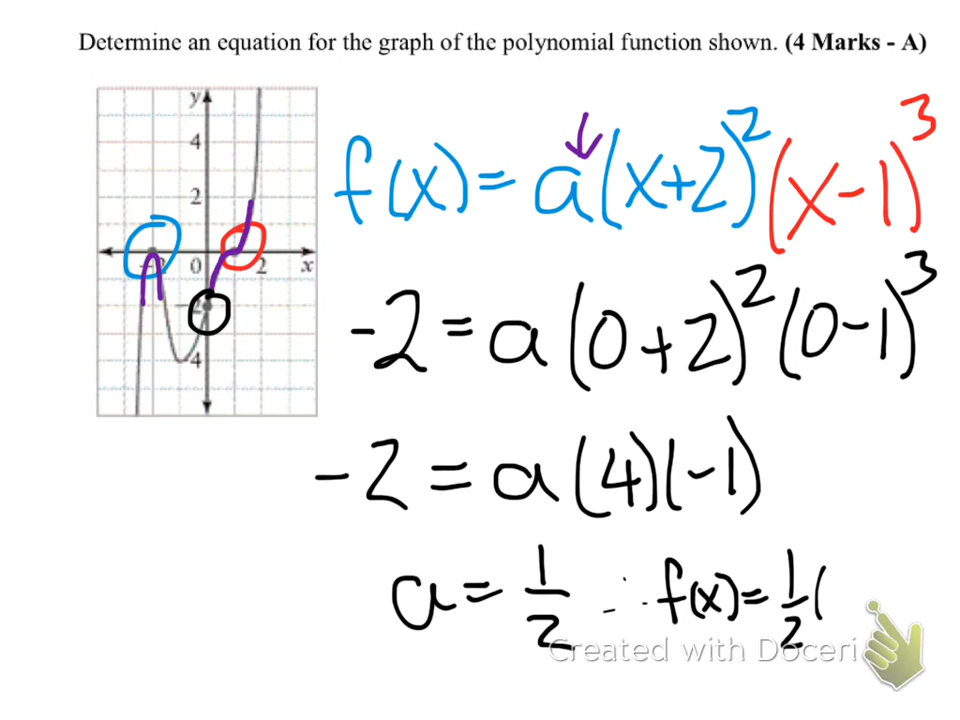 Determine an equation for the graph of the polynomial function shown. (4 Marks - A)
y
4
2
-2 0 2 x
-2
-4
f(x) = a(x+2)²(x-1)³
-2 = a(0+2)²(0-1)³
-2 = a(4)(-1)
a = 1/2 ∴ f(x) = 1/2(
Created with Doceri